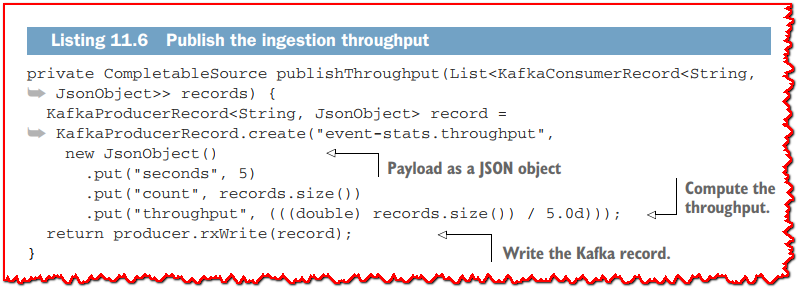 Listing 11.6 Publish the ingestion throughput
private CompletableSource publishThroughput(List<KafkaConsumerRecord<String,
➥ JsonObject>> records) {
KafkaProducerRecord<String, JsonObject> record =
➥ KafkaProducerRecord.create("event-stats.throughput",
new JsonObject()
Payload as a JSON object
.put("seconds", 5)
.put("count", records.size())
.put("throughput", (((double) records.size()) / 5.0d)));
Compute the
throughput.
return producer.rxWrite(record);
Write the Kafka record.
}